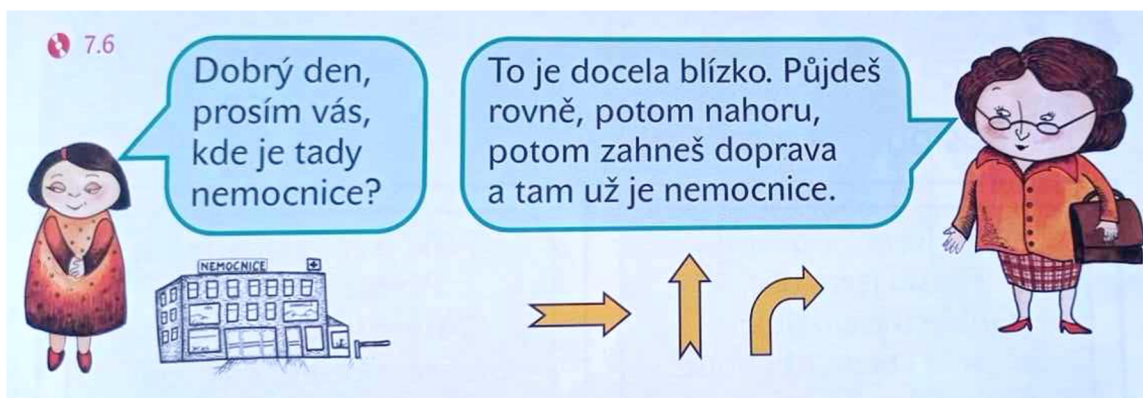 7.6
Dobrý den,
prosím vás,
kde je tady
nemocnice?
To je docela blízko. Půjdeš
rovně, potom nahoru,
potom zahneš doprava
a tam už je nemocnice.
NEMOCNICE